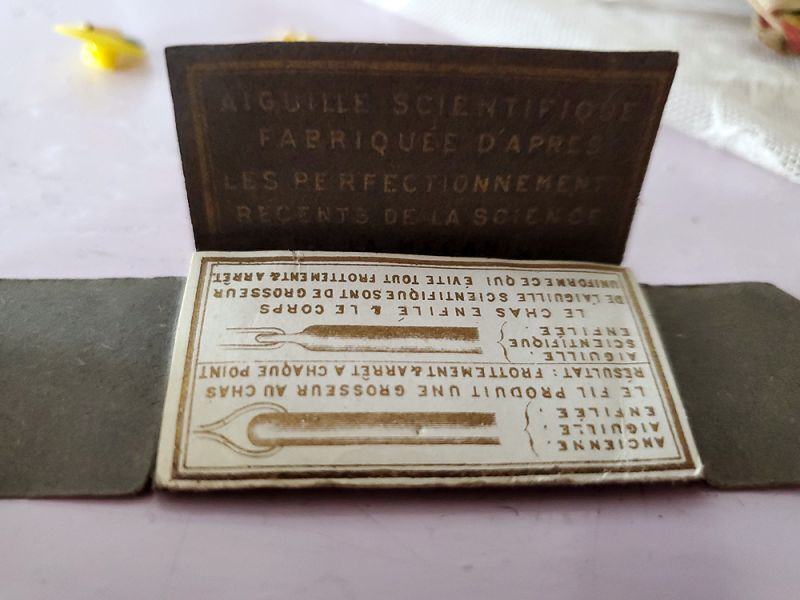 AIGUILLE SCIENTIFIQUE
FABRIQUÉE D'APRÈS
LES PERFECTIONNEMENTS
RECENTS DE LA SCIENCE
ANCIENNE
AIGUILLE
ENFILÉE
LE FIL PRODUIT UNE GROSSEUR AU CHAS
RÉSULTAT: FROTTEMENT & ARRÊT A CHAQUE POINT
AIGUILLE
SCIENTIFIQUE
ENFILÉE
LE CHAS ENFILÉ & LE CORPS
DE L'AIGUILLE SCIENTIFIQUE SONT DE GROSSEUR
UNIFORME CE QUI EVITE TOUT FROTTEMENT & ARRÊT.